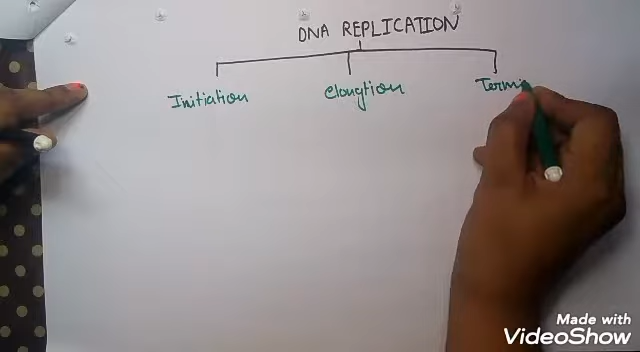 DNA REPLICATION
Initiation elongtion Termi
Made with
VideoShow